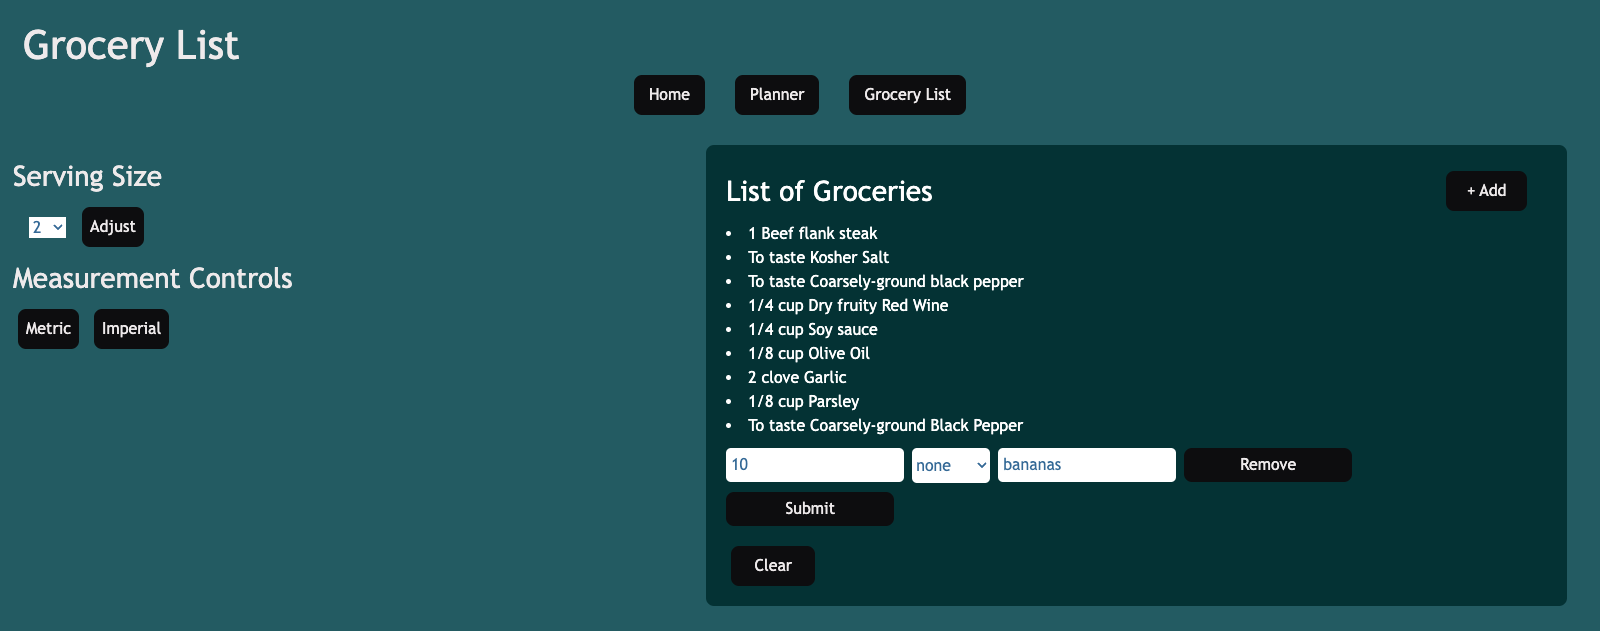 Grocery List
Home Planner Grocery List
Serving Size
2 Adjust
Measurement Controls
Metric Imperial
List of Groceries + Add
• 1 Beef flank steak
• To taste Kosher Salt
• To taste Coarsely-ground black pepper
• 1/4 cup Dry fruity Red Wine
• 1/4 cup Soy sauce
• 1/8 cup Olive Oil
• 2 clove Garlic
• 1/8 cup Parsley
• To taste Coarsely-ground Black Pepper
10 none bananas Remove
Submit
Clear